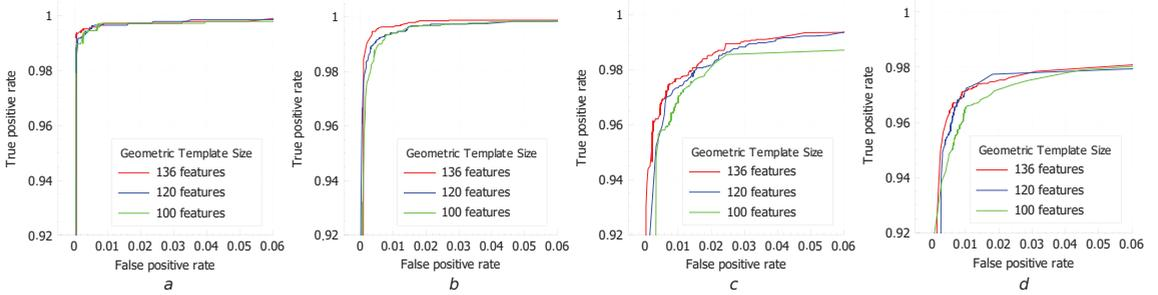 1
0.98
0.96
0.94
0.92
True positive rate
Geometric Template Size
136 features
120 features
100 features
0 0.01 0.02 0.03 0.04 0.05 0.06
False positive rate
a
1
0.98
0.96
0.94
0.92
True positive rate
Geometric Template Size
136 features
120 features
100 features
0 0.01 0.02 0.03 0.04 0.05 0.06
False positive rate
b
1
0.98
0.96
0.94
0.92
True positive rate
Geometric Template Size
136 features
120 features
100 features
0 0.01 0.02 0.03 0.04 0.05 0.06
False positive rate
c
1
0.98
0.96
0.94
.92
True positive rate
Geometric Template Size
136 features
120 features
100 features
0 0.01 0.02 0.03 0.04 0.05 0.06
False positive rate
d